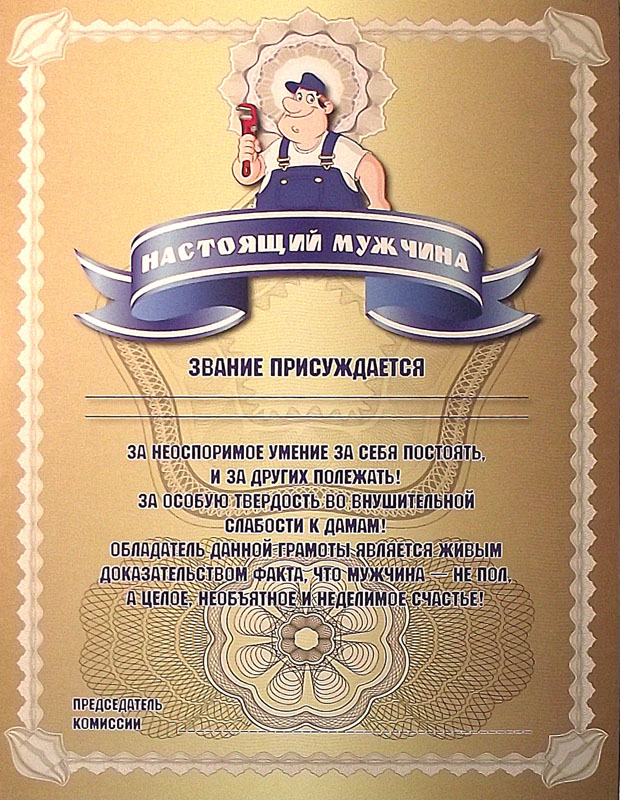 НАСТОЯЩИЙ МУЖЧИНА
ЗВАНИЕ ПРИСУЖДАЕТСЯ
ЗА НЕОСПОРИМОЕ УМЕНИЕ ЗА СЕБЯ ПОСТОЯТЬ,
И ЗА ДРУГИХ ПОЛЕЖАТЬ!
ЗА ОСОБУЮ ТВЕРДОСТЬ ВО ВНУШИТЕЛЬНОЙ
СЛАБОСТИ К ДАМАМ!
ОБЛАДАТЕЛЬ ДАННОЙ ГРАМОТЫ ЯВЛЯЕТСЯ ЖИВЫМ
ДОКАЗАТЕЛЬСТВОМ ФАКТА, ЧТО МУЖЧИНА — НЕ ПОЛ,
А ЦЕЛОЕ, НЕОБЪЯТНОЕ И НЕДЕЛИМОЕ СЧАСТЬЕ!
ПРЕДСЕДАТЕЛЬ
КОМИССИИ